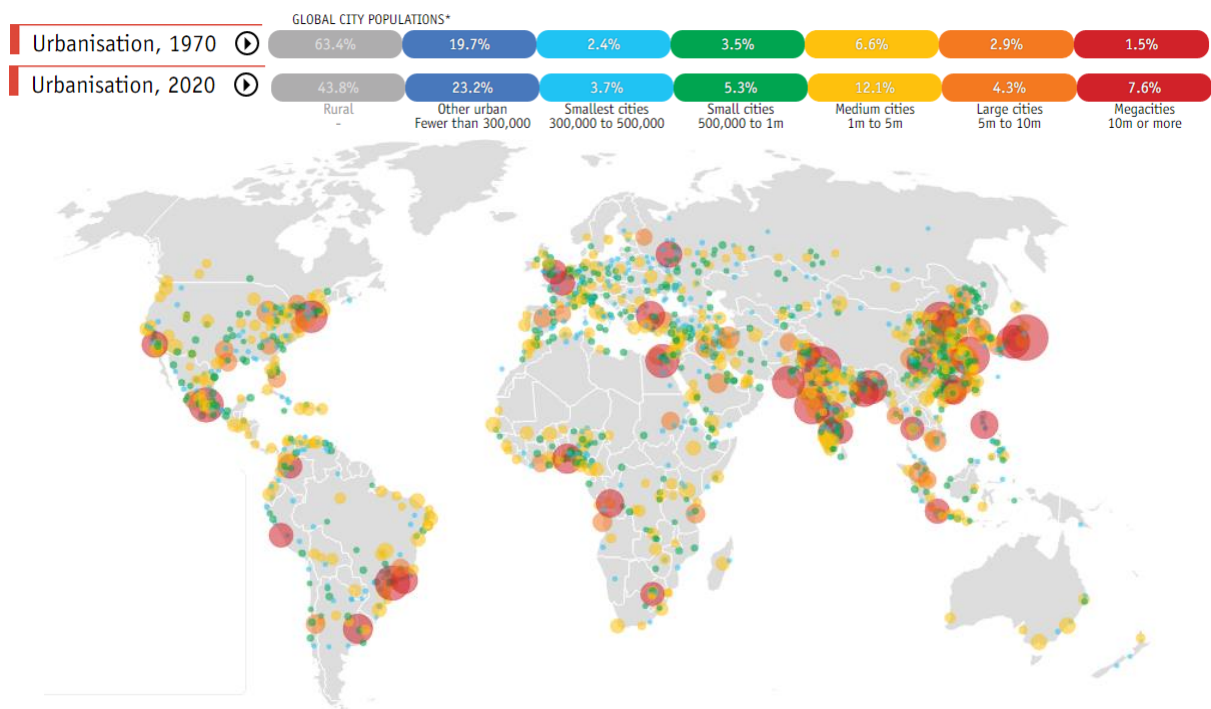 GLOBAL CITY POPULATIONS*
Urbanisation, 1970 63.4% 19.7% 2.4% 3.5% 6.6% 2.9% 1.5%
Urbanisation, 2020 43.8% 23.2% 3.7% 5.3% 12.1% 4.3% 7.6%
Rural Other urban Smallest cities Small cities Medium cities Large cities Megacities
- Fewer than 300,000 300,000 to 500,000 500,000 to 1m 1m to 5m 5m to 10m 10m or more